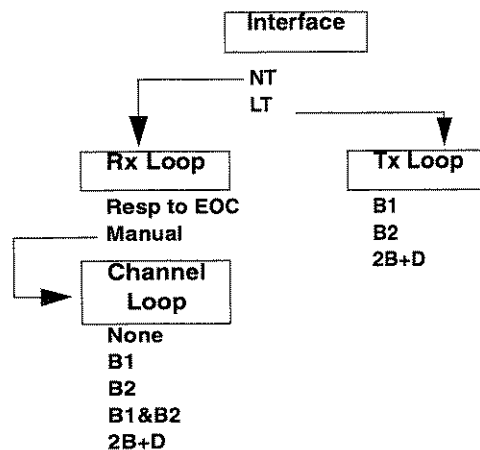 Interface
NT
LT
Rx Loop
Tx Loop
Resp to EOC
Manual
B1
B2
2B+D
Channel
Loop
None
B1
B2
B1&B2
2B+D